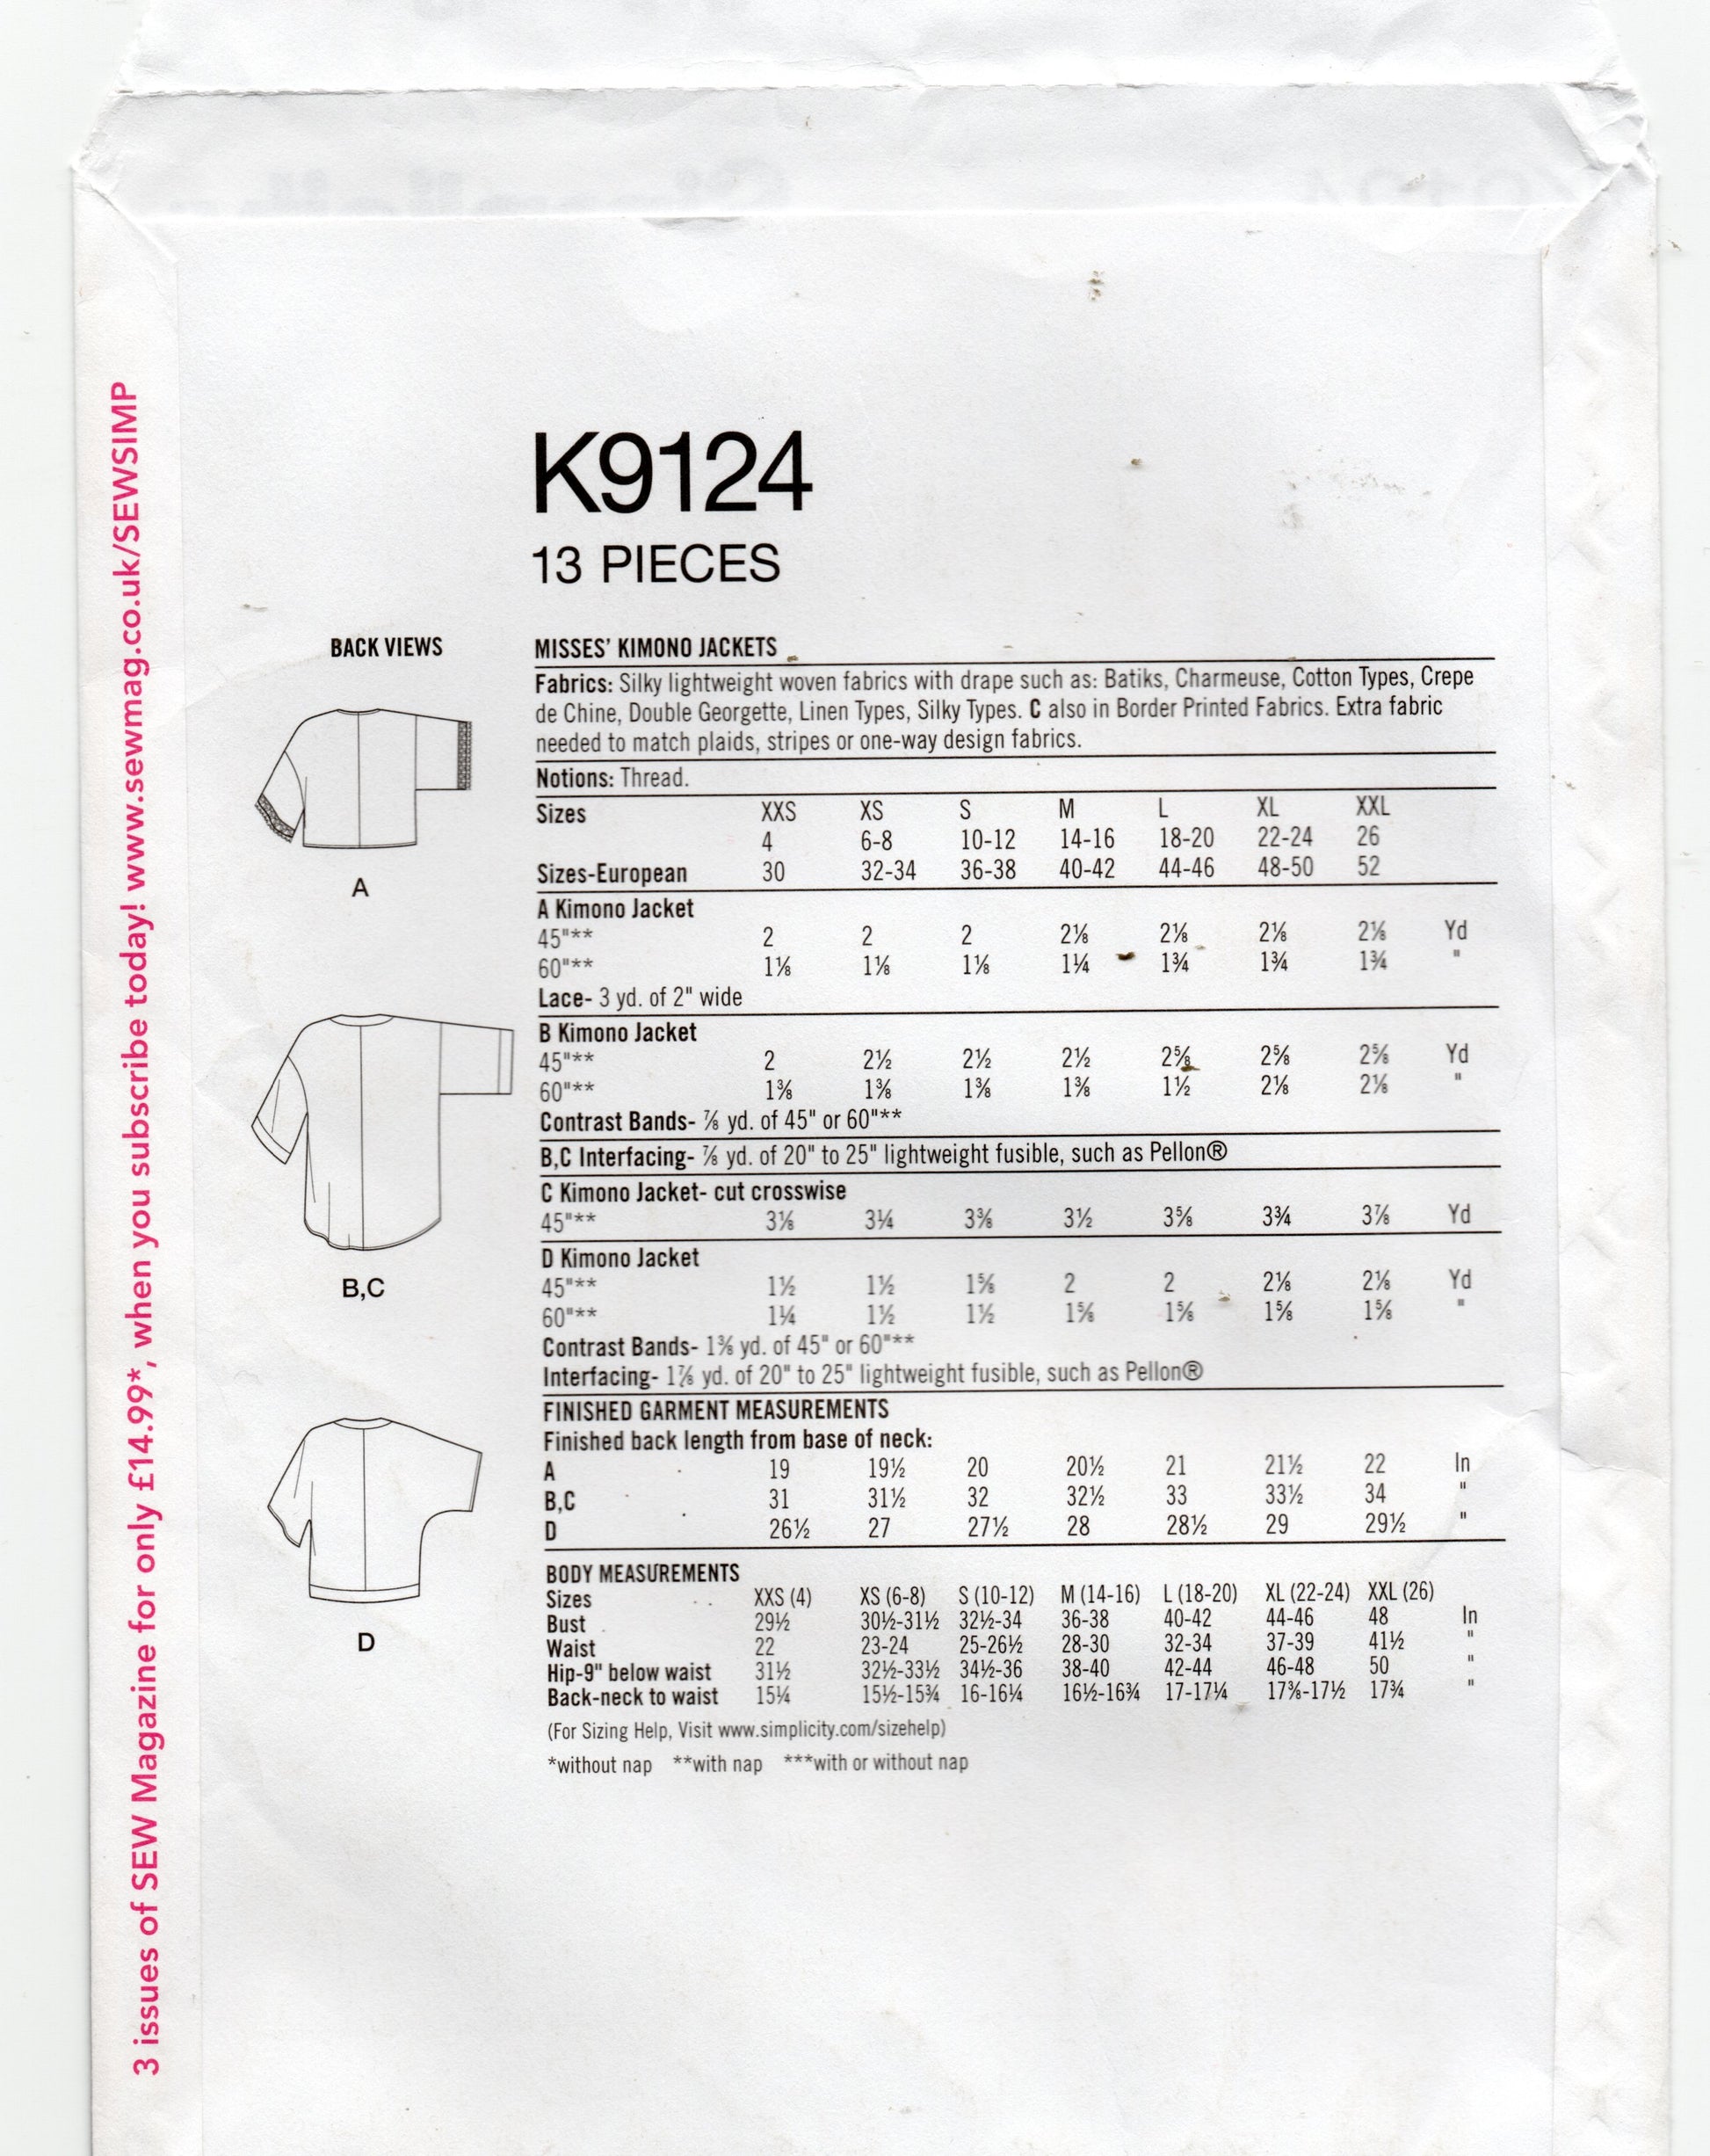 3 issues of SEW Magazine for only £14.99*, when you subscribe today! www.sewmag.co.uk/SEWSIMP
K9124
13 PIECES
BACK VIEWS
A
B,C
D
MISSES' KIMONO JACKETS
Fabrics: Silky lightweight woven fabrics with drape such as: Batiks, Charmeuse, Cotton Types, Crepe
de Chine, Double Georgette, Linen Types, Silky Types. C also in Border Printed Fabrics. Extra fabric
needed to match plaids, stripes or one-way design fabrics.
Notions: Thread.
Sizes XXS XS S M L XL XXL
4 6-8 10-12 14-16 18-20 22-24 26
Sizes-European 30 32-34 36-38 40-42 44-46 48-50 52
A Kimono Jacket
45"** 2 2 2 2⅛ 2⅛ 2⅛ 2⅛ Yd
60"** 1⅛ 1⅛ 1⅛ 1¼ 1¾ 1¾ 1¾ "
Lace- 3 yd. of 2" wide
B Kimono Jacket
45"** 2 2½ 2½ 2½ 2⅝ 2⅝ 2⅝ Yd
60"** 1⅜ 1⅜ 1⅜ 1⅜ 1½ 2⅛ 2⅛ "
Contrast Bands- ⅞ yd. of 45" or 60"**
B,C Interfacing- ⅞ yd. of 20" to 25" lightweight fusible, such as Pellon®
C Kimono Jacket- cut crosswise
45"** 3⅛ 3¼ 3⅜ 3½ 3⅝ 3¾ 3⅞ Yd
D Kimono Jacket
45"** 1½ 1½ 1⅝ 2 2 2⅛ 2⅛ Yd
60"** 1¼ 1½ 1½ 1⅝ 1⅝ 1⅝ 1⅝ "
Contrast Bands- 1⅜ yd. of 45" or 60"**
Interfacing- 1⅞ yd. of 20" to 25" lightweight fusible, such as Pellon®
FINISHED GARMENT MEASUREMENTS
Finished back length from base of neck:
A 19 19½ 20 20½ 21 21½ 22 In
B,C 31 31½ 32 32½ 33 33½ 34 "
D 26½ 27 27½ 28 28½ 29 29½ "
BODY MEASUREMENTS
Sizes XXS (4) XS (6-8) S (10-12) M (14-16) L (18-20) XL (22-24) XXL (26)
Bust 29½ 30½-31½ 32½-34 36-38 40-42 44-46 48 In
Waist 22 23-24 25-26½ 28-30 32-34 37-39 41½ "
Hip-9" below waist 31½ 32½-33½ 34½-36 38-40 42-44 46-48 50 "
Back-neck to waist 15¼ 15½-15¾ 16-16¼ 16½-16¾ 17-17¼ 17⅜-17½ 17¾ "
(For Sizing Help, Visit www.simplicity.com/sizehelp)
*without nap **with nap ***with or without nap